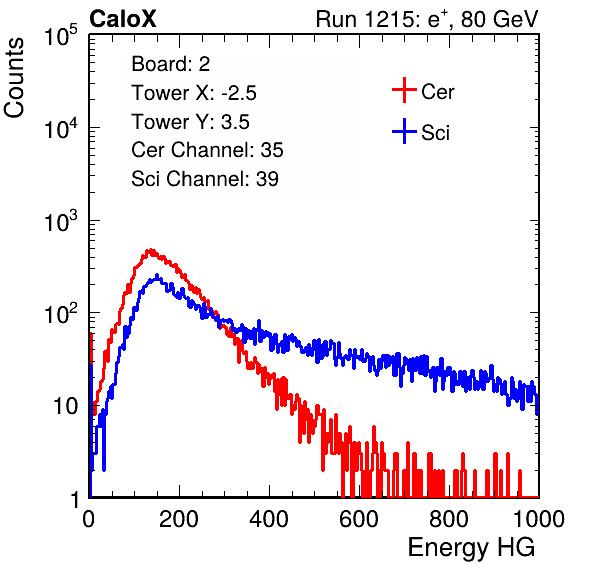 CaloX Run 1215: e⁺, 80 GeV
Counts
10⁵
10⁴
10³
10²
10
1
Board: 2
Tower X: -2.5
Tower Y: 3.5
Cer Channel: 35
Sci Channel: 39
Cer
Sci
0 200 400 600 800 1000
Energy HG